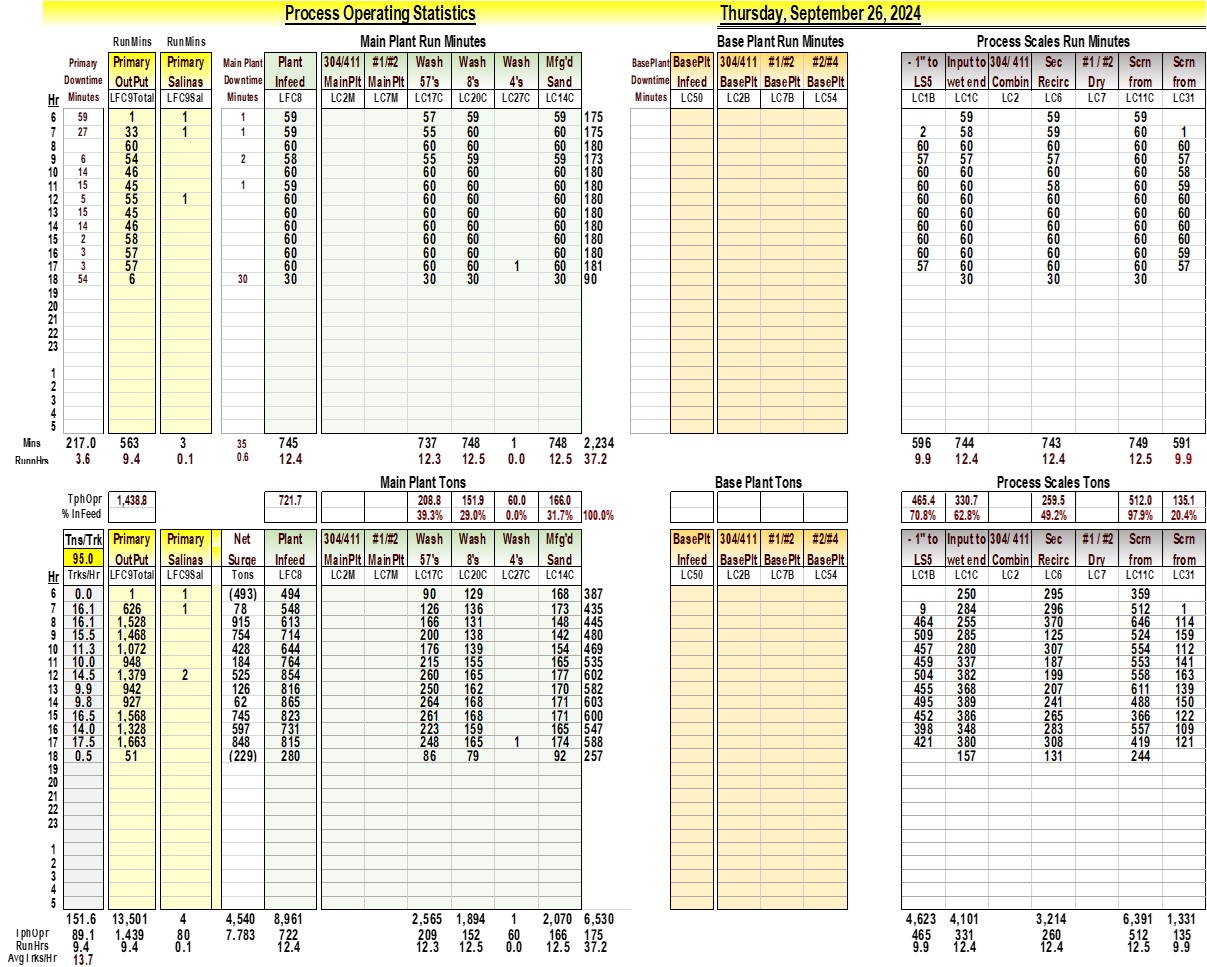 Process Operating Statistics Thursday, September 26, 2024
RunMins RunMins Main Plant Run Minutes Base Plant Run Minutes Process Scales Run Minutes
Primary Primary Primary Main Plant Plant 304/411 #1/#2 Wash Wash Wash Mfg'd BasePlant BasePlt 304/411 #1/#2 #2/#4 - 1" to Input to 304/ 411 Sec #1 / #2 Scrn Scrn
Downtime OutPut Salinas Downtime Infeed MainPlt MainPlt 57's 8's 4's Sand Downtime Infeed BasePlt BasePlt BasePlt LS5 wet end Combin Recirc Dry from from
Hr Minutes LFC9Total LFC9Sal Minutes LFC8 LC2M LC7M LC17C LC20C LC27C LC14C Minutes LC50 LC2B LC7B LC54 LC1B LC1C LC2 LC6 LC7 LC11C LC31
6 59 1 1 1 59 57 59 59 175 59 59 59
7 27 33 1 1 59 55 60 60 175 2 58 59 60 1
8 60 60 60 60 60 180 60 60 60 60 60
9 6 54 2 58 55 59 59 173 57 57 57 60 57
10 14 46 60 60 60 60 180 60 60 60 60 58
11 15 45 1 59 60 60 60 180 60 60 58 60 59
12 5 55 1 60 60 60 60 180 60 60 60 60 60
13 15 45 60 60 60 60 180 60 60 60 60 60
14 14 46 60 60 60 60 180 60 60 60 60 60
15 2 58 60 60 60 60 180 60 60 60 60 60
16 3 57 60 60 60 60 180 60 60 60 60 59
17 3 57 60 60 60 1 60 181 57 60 60 60 57
18 54 6 30 30 30 30 30 90 30 30 30
19
20
21
22
23
1
2
3
4
5
Mins 217.0 563 3 35 745 737 748 1 748 2,234 596 744 743 749 591
RunnHrs 3.6 9.4 0.1 0.6 12.4 12.3 12.5 0.0 12.5 37.2 9.9 12.4 12.4 12.5 9.9
Main Plant Tons Base Plant Tons Process Scales Tons
TphOpr 1,438.8 721.7 208.8 151.9 60.0 166.0 465.4 330.7 259.5 512.0 135.1
% InFeed 39.3% 29.0% 0.0% 31.7% 100.0% 70.8% 62.8% 49.2% 97.9% 20.4%
Tns/Trk Primary Primary Net Plant 304/411 #1/#2 Wash Wash Wash Mfg'd BasePlt 304/411 #1/#2 #2/#4 - 1" to Input to 304/ 411 Sec #1 / #2 Scrn Scrn
95.0 OutPut Salinas Surge Infeed MainPlt MainPlt 57's 8's 4's Sand Infeed BasePlt BasePlt BasePlt LS5 wet end Combin Recirc Dry from from
Hr Trks/Hr LFC9Total LFC9Sal Tons LFC8 LC2M LC7M LC17C LC20C LC27C LC14C LC50 LC2B LC7B LC54 LC1B LC1C LC2 LC6 LC7 LC11C LC31
6 0.0 1 1 (493) 494 90 129 168 387 250 295 359
7 16.1 626 1 78 548 126 136 173 435 9 284 296 512 1
8 16.1 1,528 915 613 166 131 148 445 464 255 370 646 114
9 15.5 1,468 754 714 200 138 142 480 509 285 125 524 159
10 11.3 1,072 428 644 176 139 154 469 457 280 307 554 112
11 10.0 948 184 764 215 155 165 535 459 337 187 553 141
12 14.5 1,379 2 525 854 260 165 177 602 504 382 199 558 163
13 9.9 942 126 816 250 162 170 582 455 368 207 611 139
14 9.8 927 62 865 264 168 171 603 495 389 241 488 150
15 16.5 1,568 745 823 261 168 171 600 452 386 265 366 122
16 14.0 1,328 597 731 223 159 165 547 398 348 283 557 109
17 17.5 1,663 848 815 248 165 1 174 588 421 380 308 419 121
18 0.5 51 (229) 280 86 79 92 257 157 131 244
19
20
21
22
23
1
2
3
4
5
151.6 13,501 4 4,540 8,961 2,565 1,894 1 2,070 6,530 4,623 4,101 3,214 6,391 1,331
TphOpr 89.1 1,439 80 7.783 722 209 152 60 166 175 465 331 260 512 135
RunHrs 9.4 9.4 0.1 12.4 12.3 12.5 0.0 12.5 37.2 9.9 12.4 12.4 12.5 9.9
AvgTrks/Hr 13.7